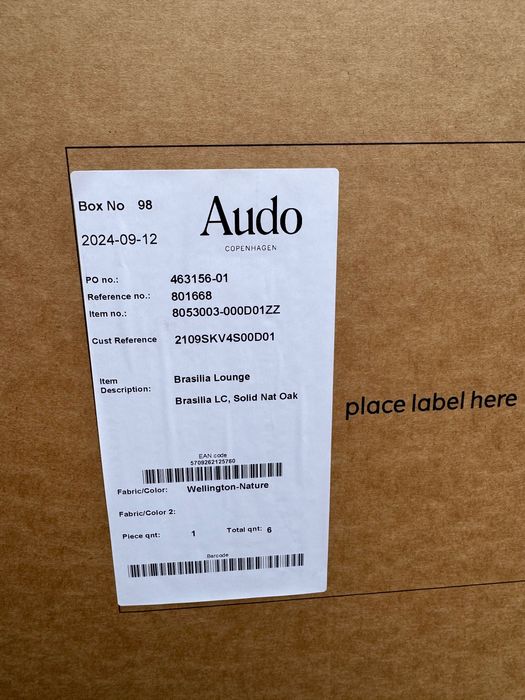 Box No 98
Audo
COPENHAGEN
2024-09-12
PO no.: 463156-01
Reference no.: 801668
Item no.: 8053003-000D01ZZ
Cust Reference 2109SKV4S00D01
Item Description: Brasilia Lounge
Brasilia LC, Solid Nat Oak
place label here
EAN code
5709262125780
Fabric/Color: Wellington-Nature
Fabric/Color 2:
Piece qnt: 1 Total qnt: 6
Barcode